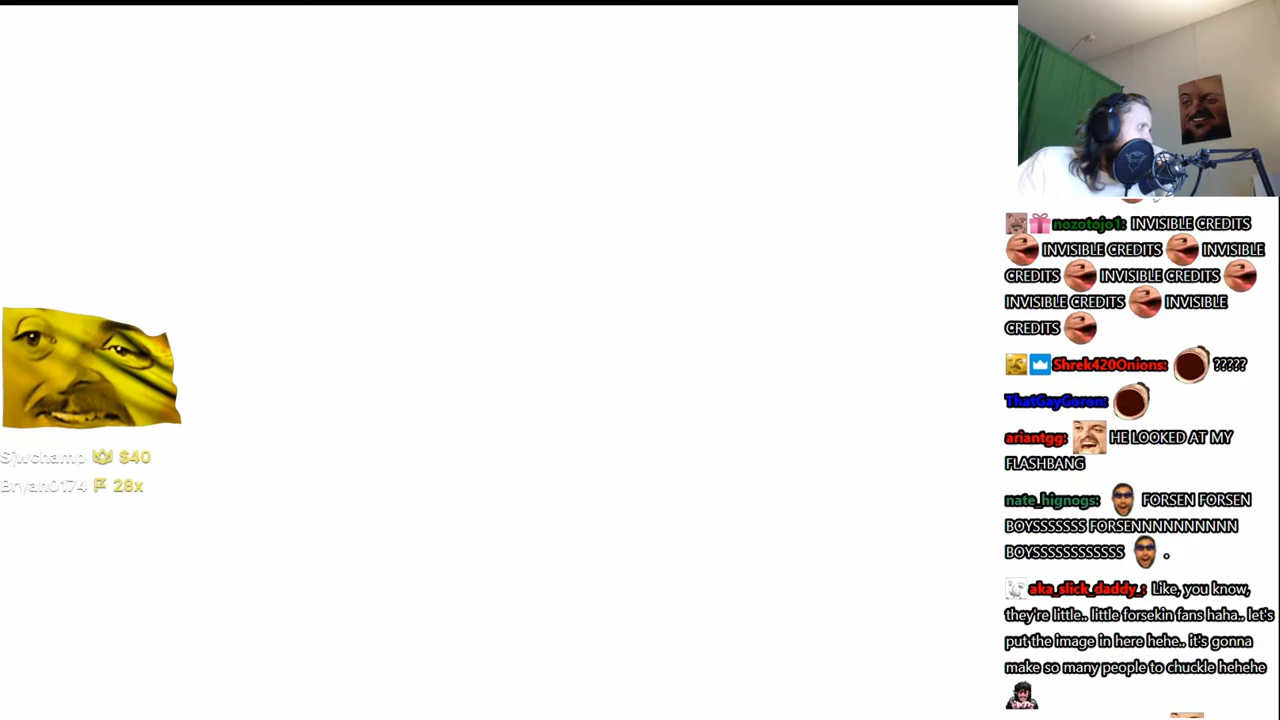 nozotojo1: INVISIBLE CREDITS
INVISIBLE CREDITS INVISIBLE
CREDITS INVISIBLE CREDITS
INVISIBLE CREDITS INVISIBLE
CREDITS
Shrek420Onions: ?????
ThatGayGoron:
ariantgg: HE LOOKED AT MY
FLASHBANG
nate_hignogs: FORSEN FORSEN
BOYSSSSSSS FORSENNNNNNNNNN
BOYSSSSSSSSSSSS .
aka_slick_daddy_: Like, you know,
they're little.. little forsekin fans haha.. let's
put the image in here hehe.. it's gonna
make so many people to chuckle hehehe
Sjwchamp $40
Bryan0174 28x